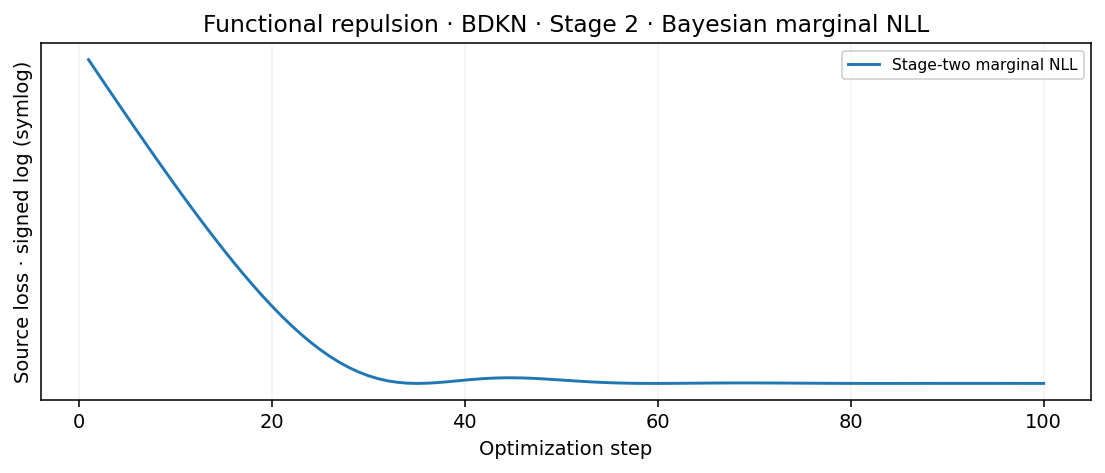 Functional repulsion · BDKN · Stage 2 · Bayesian marginal NLL
Stage-two marginal NLL
Source loss · signed log (symlog)
0 20 40 60 80 100
Optimization step